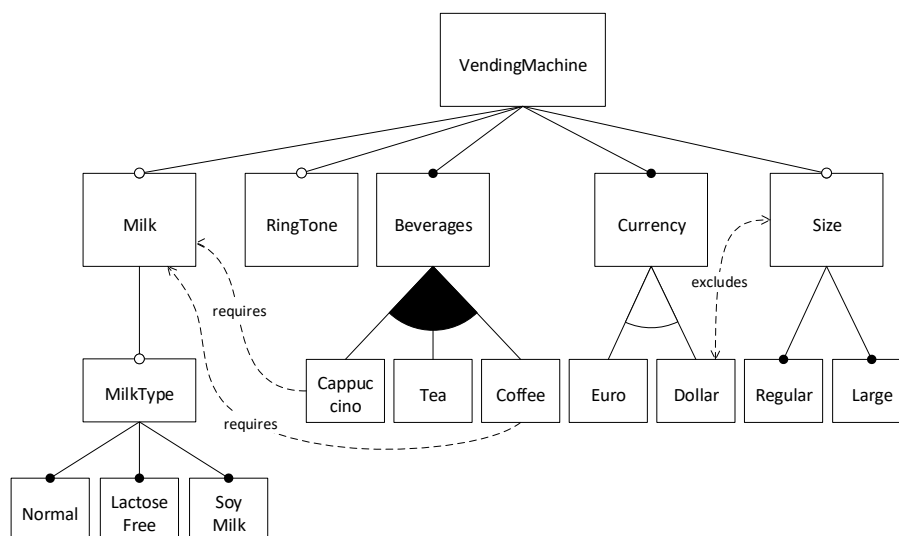 VendingMachine
Milk
RingTone
Beverages
Currency
Size
excludes
requires
MilkType
Cappuc
cino
Tea
Coffee
Euro
Dollar
Regular
Large
requires
Normal
Lactose
Free
Soy
Milk